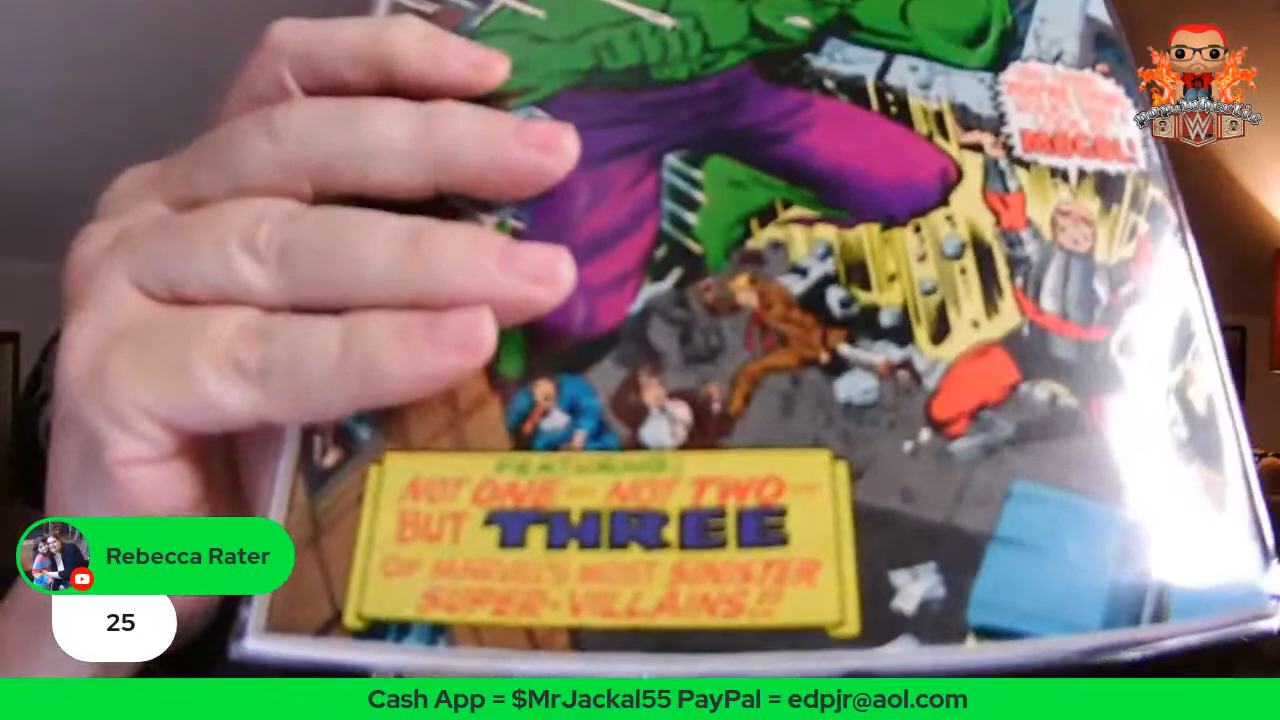 MACAL!
FEATURING:
NOT ONE— NOT TWO—
BUT THREE
OF MARVEL'S MOST SINISTER
SUPER-VILLAINS!!
Rebecca Rater
25
Cash App = $MrJackal55 PayPal = edpjr@aol.com
W